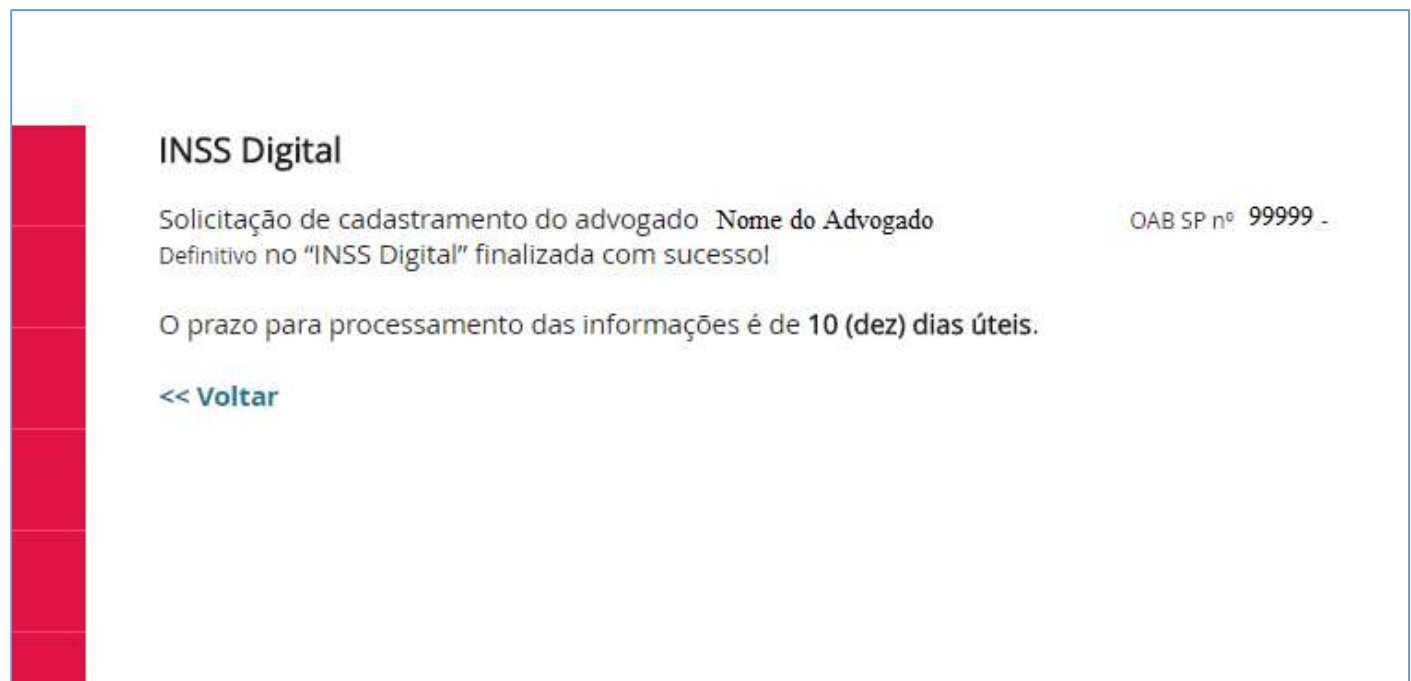 INSS Digital
Solicitação de cadastramento do advogado Nome do Advogado OAB SP nº 99999 -
Definitivo no “INSS Digital” finalizada com sucesso!
O prazo para processamento das informações é de 10 (dez) dias úteis.
<< Voltar